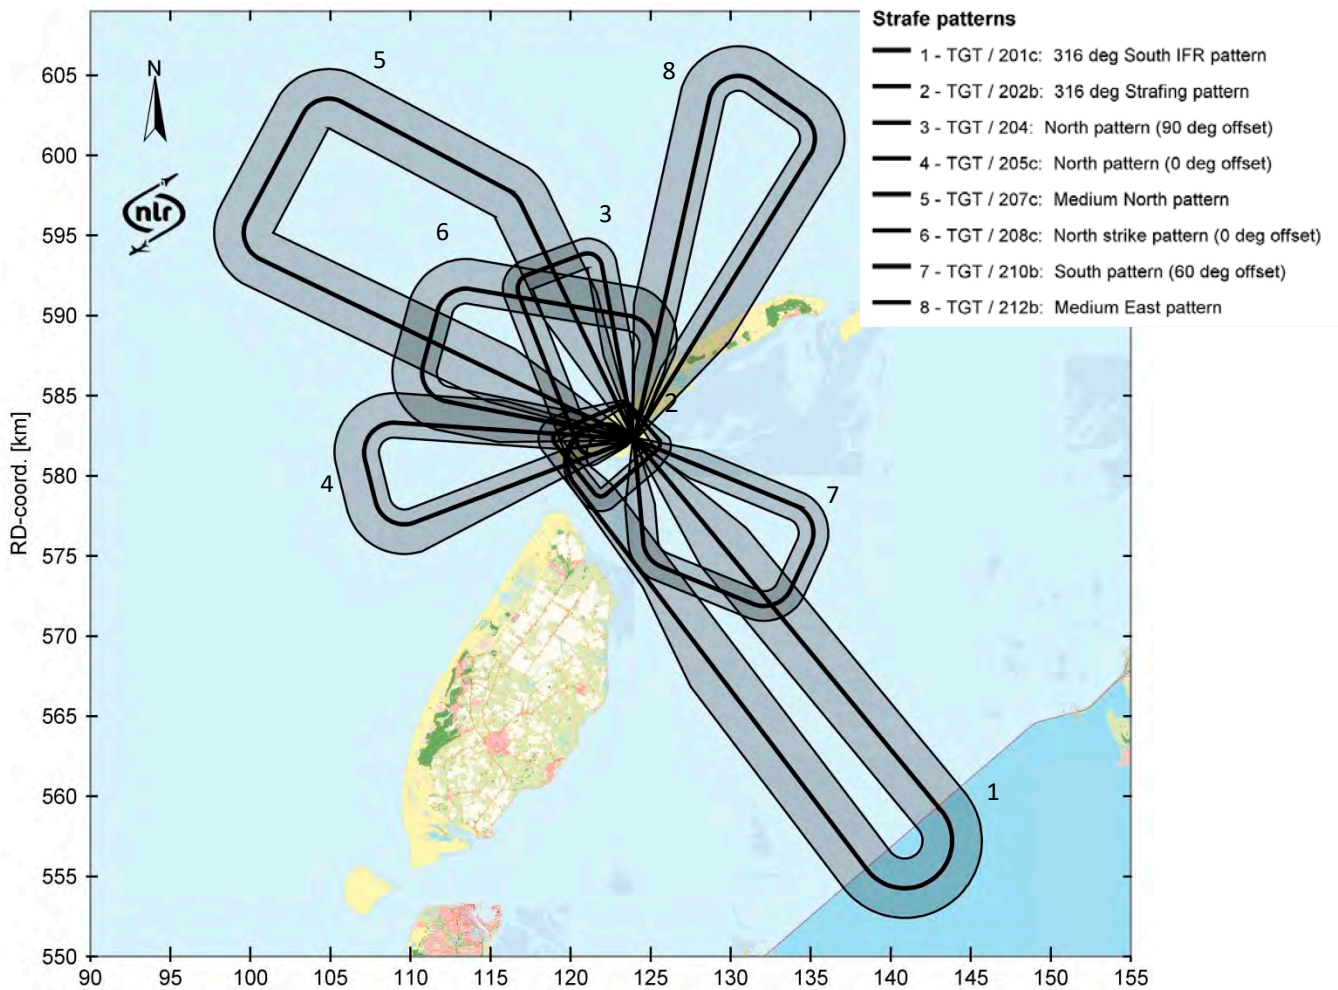 Strafe patterns
1 - TGT / 201c: 316 deg South IFR pattern
2 - TGT / 202b: 316 deg Strafing pattern
3 - TGT / 204: North pattern (90 deg offset)
4 - TGT / 205c: North pattern (0 deg offset)
5 - TGT / 207c: Medium North pattern
6 - TGT / 208c: North strike pattern (0 deg offset)
7 - TGT / 210b: South pattern (60 deg offset)
8 - TGT / 212b: Medium East pattern
N
nlr
5
8
3
6
2
4
7
1
RD-coord. [km]
605
600
595
590
585
580
575
570
565
560
555
550
90 95 100 105 110 115 120 125 130 135 140 145 150 155